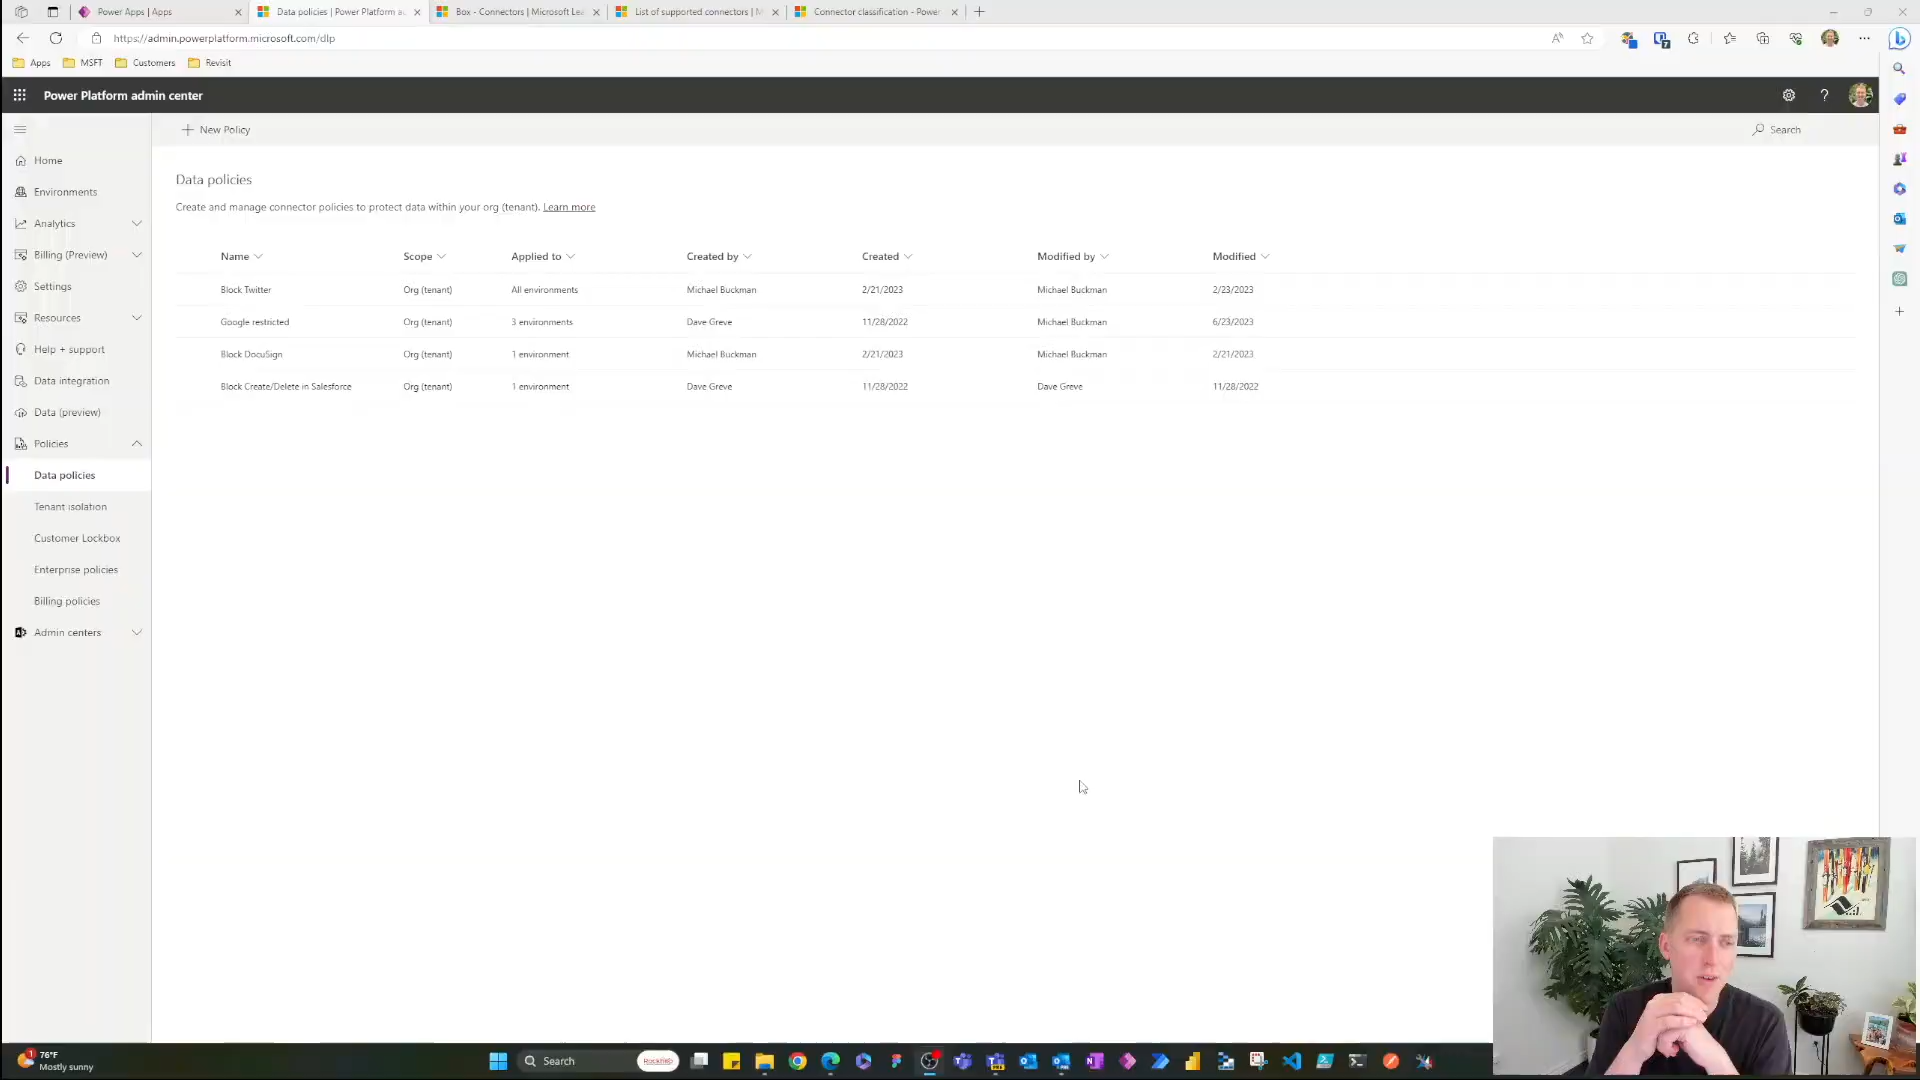 Power Apps | Apps
Data policies | Power Platform a
Box - Connectors | Microsoft Lea
List of supported connectors | M
Connector classification - Power
https://admin.powerplatform.microsoft.com/dlp
Apps
MSFT
Customers
Revisit
Power Platform admin center
New Policy
Search
Home
Environments
Analytics
Billing (Preview)
Settings
Resources
Help + support
Data integration
Data (preview)
Policies
Data policies
Tenant isolation
Customer Lockbox
Enterprise policies
Billing policies
Admin centers
Data policies
Create and manage connector policies to protect data within your org (tenant). Learn more
Name Scope Applied to Created by Created Modified by Modified
Block Twitter Org (tenant) All environments Michael Buckman 2/21/2023 Michael Buckman 2/23/2023
Google restricted Org (tenant) 3 environments Dave Greve 11/28/2022 Michael Buckman 6/23/2023
Block DocuSign Org (tenant) 1 environment Michael Buckman 2/21/2023 Michael Buckman 2/21/2023
Block Create/Delete in Salesforce Org (tenant) 1 environment Dave Greve 11/28/2022 Dave Greve 11/28/2022
1
76°F
Mostly sunny
Search